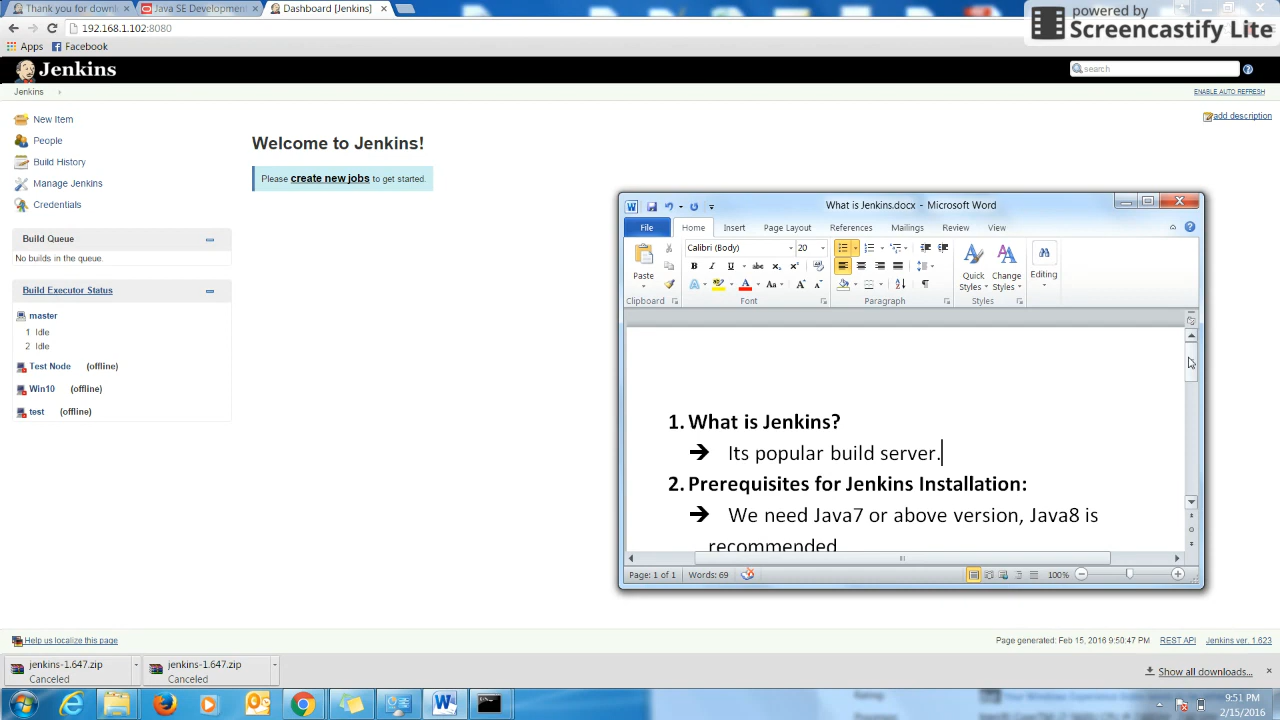 Thank you for downl
Java SE Developmen
Dashboard [Jenkins]
powered by
Screencastify Lite
192.168.1.102:8080
Apps
Facebook
Jenkins
search
Jenkins
ENABLE AUTO REFRESH
New Item
add description
People
Build History
Manage Jenkins
Credentials
Welcome to Jenkins!
Please create new jobs to get started.
Build Queue
No builds in the queue.
Build Executor Status
master
1 Idle
2 Idle
Test Node (offline)
Win10 (offline)
test (offline)
What is Jenkins.docx - Microsoft Word
File Home Insert Page Layout References Mailings Review View
Calibri (Body) 20
Paste
Quick Styles
Change Styles
Editing
Clipboard Font Paragraph Styles
1. What is Jenkins?
➔ Its popular build server.
2. Prerequisites for Jenkins Installation:
➔ We need Java7 or above version, Java8 is
recommended
Page: 1 of 1 Words: 69 100%
Help us localize this page
Page generated: Feb 15, 2016 9:50:47 PM REST API Jenkins ver. 1.623
jenkins-1.647.zip
Canceled
jenkins-1.647.zip
Canceled
Show all downloads...
9:51 PM
2/15/2016